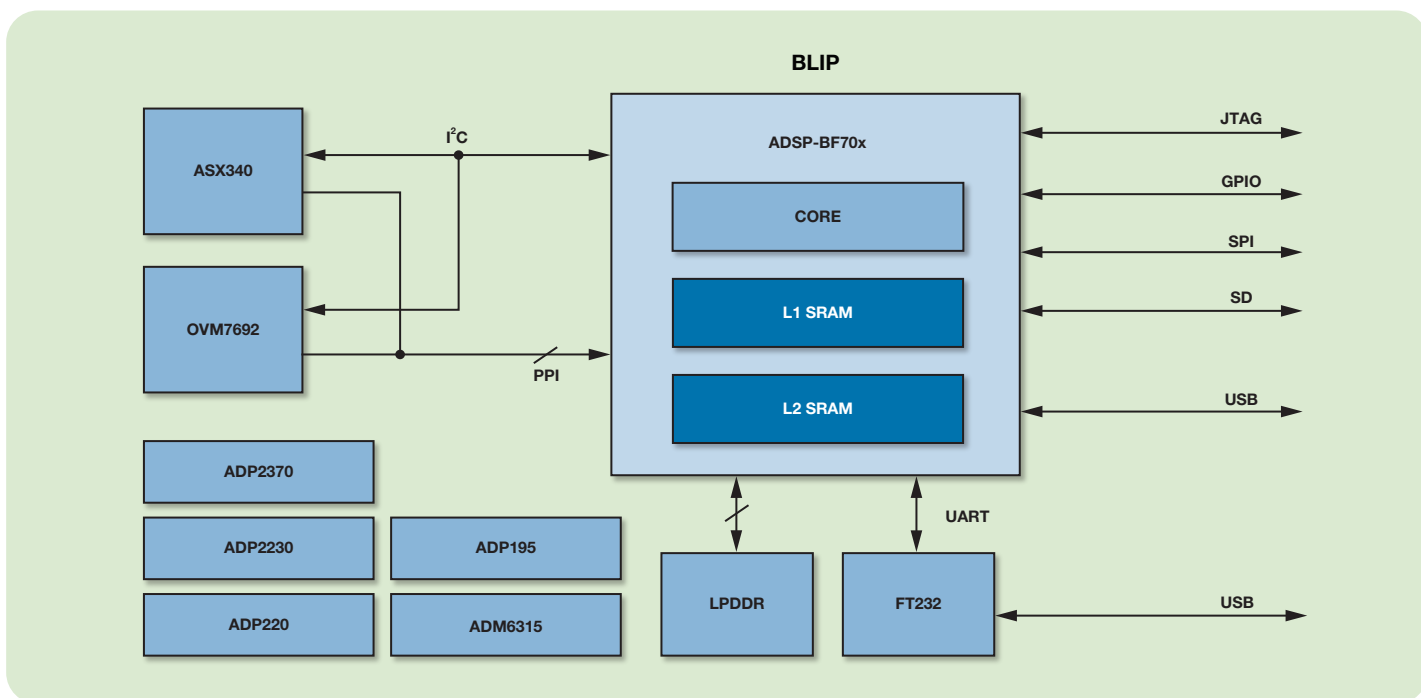 BLIP
ASX340
I²C
ADSP-BF70x
JTAG
CORE
GPIO
SPI
L1 SRAM
SD
OVM7692
PPI
L2 SRAM
USB
ADP2370
ADP2230
ADP195
UART
ADP220
ADM6315
LPDDR
FT232
USB